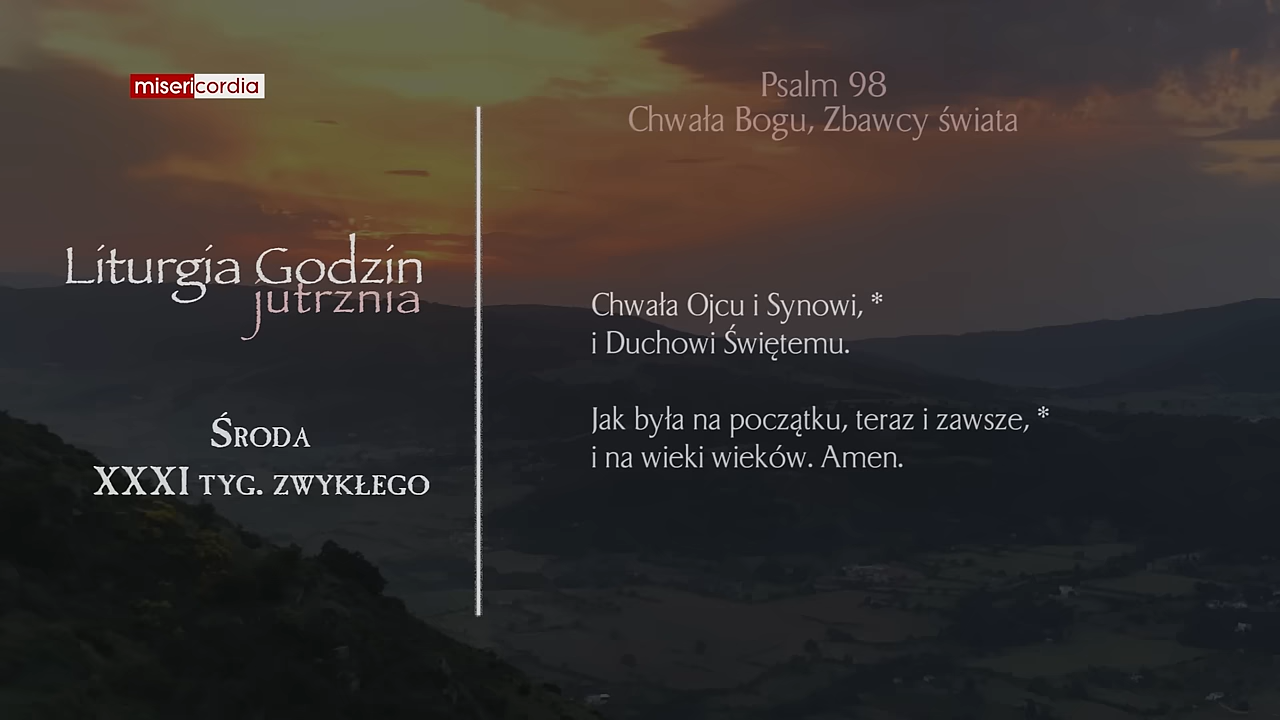 misericordia
Liturgia Godzin
jutrznia
Środa
XXXI tyg. zwykłego
Psalm 98
Chwała Bogu, Zbawcy świata
Chwała Ojcu i Synowi, *
i Duchowi Świętemu.
Jak była na początku, teraz i zawsze, *
i na wieki wieków. Amen.